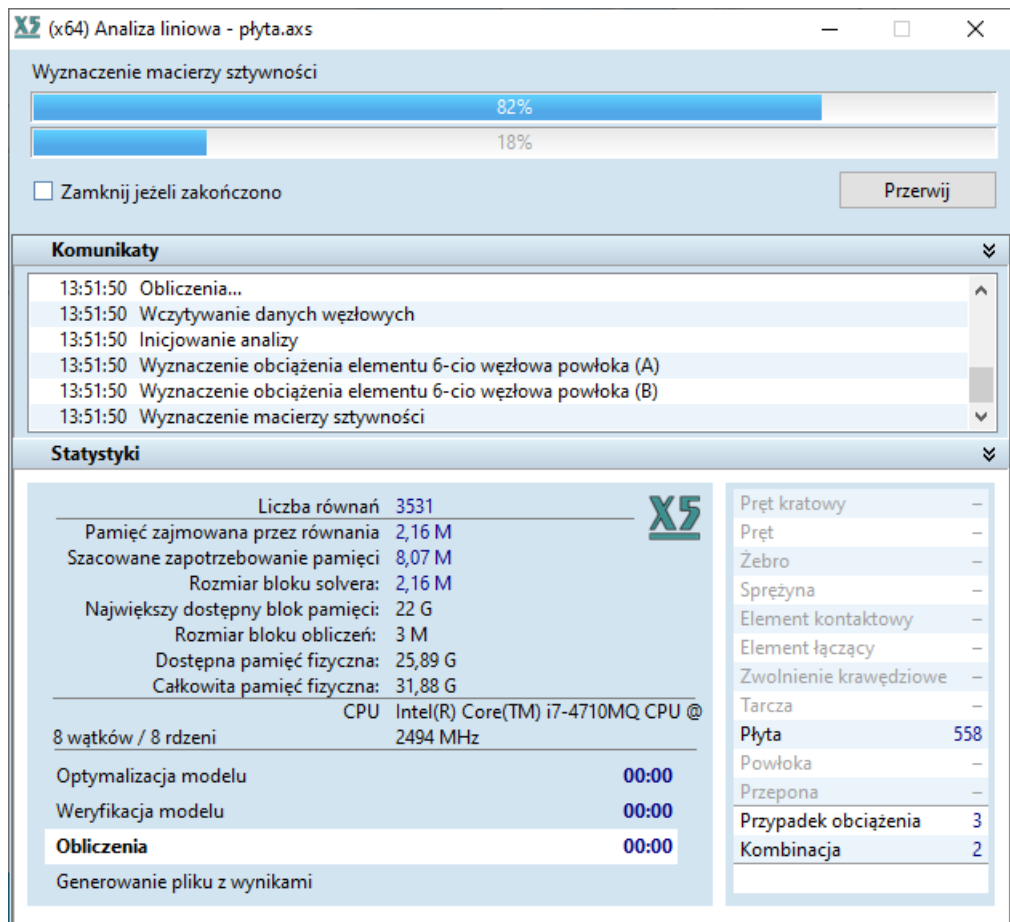 X5 (x64) Analiza liniowa - płyta.axs
Wyznaczenie macierzy sztywności
82%
18%
Zamknij jeżeli zakończono
Przerwij
Komunikaty
13:51:50 Obliczenia...
13:51:50 Wczytywanie danych węzłowych
13:51:50 Inicjowanie analizy
13:51:50 Wyznaczenie obciążenia elementu 6-cio węzłowa powłoka (A)
13:51:50 Wyznaczenie obciążenia elementu 6-cio węzłowa powłoka (B)
13:51:50 Wyznaczenie macierzy sztywności
Statystyki
Liczba równań 3531
X5
Pamięć zajmowana przez równania 2,16 M
Szacowane zapotrzebowanie pamięci 8,07 M
Rozmiar bloku solvera: 2,16 M
Największy dostępny blok pamięci: 22 G
Rozmiar bloku obliczeń: 3 M
Dostępna pamięć fizyczna: 25,89 G
Całkowita pamięć fizyczna: 31,88 G
CPU Intel(R) Core(TM) i7-4710MQ CPU @
8 wątków / 8 rdzeni 2494 MHz
Optymalizacja modelu 00:00
Weryfikacja modelu 00:00
Obliczenia 00:00
Generowanie pliku z wynikami
Pręt kratowy –
Pręt –
Żebro –
Sprężyna –
Element kontaktowy –
Element łączący –
Zwolnienie krawędziowe –
Tarcza –
Płyta 558
Powłoka –
Przepona –
Przypadek obciążenia 3
Kombinacja 2